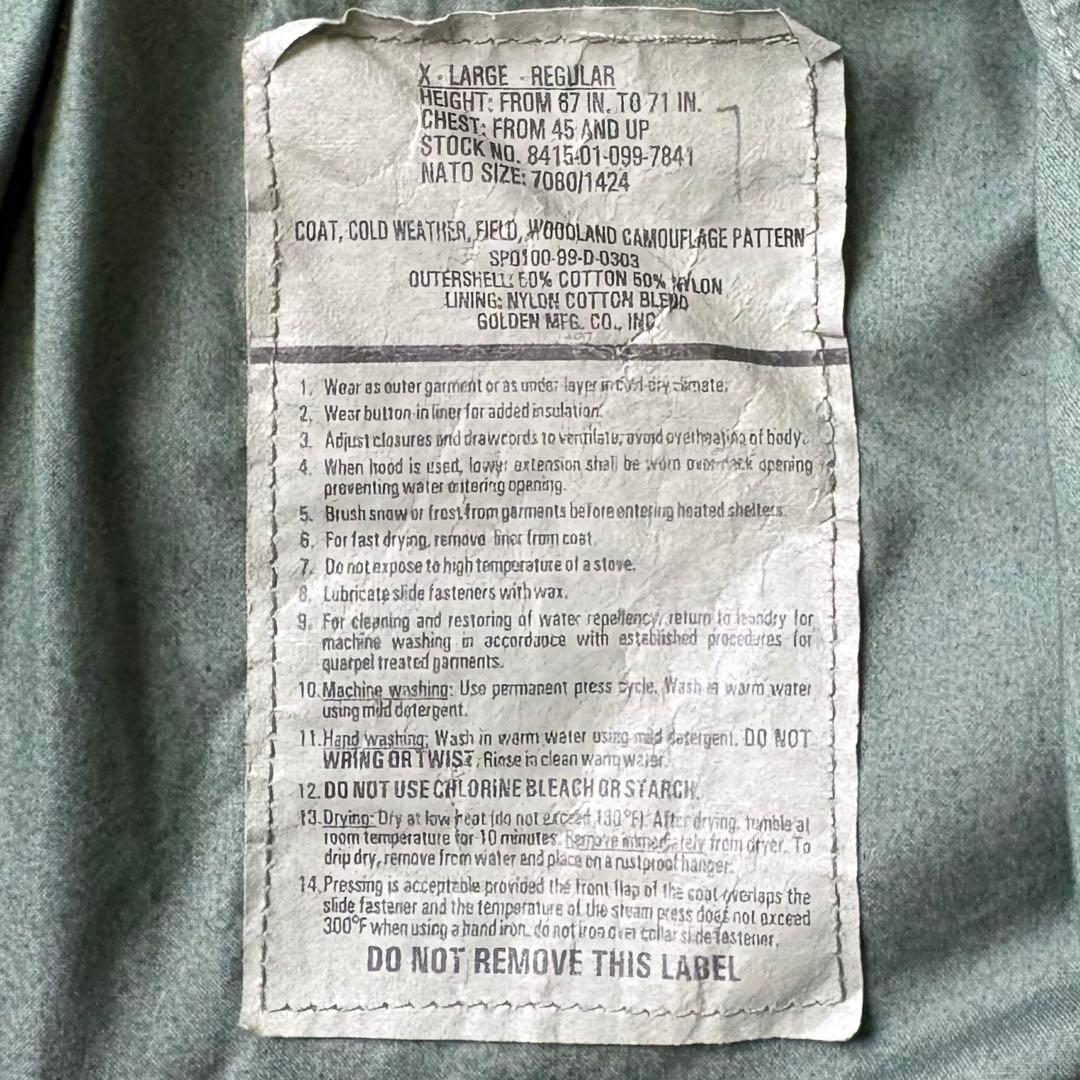 X - LARGE - REGULAR
HEIGHT: FROM 67 IN. TO 71 IN.
CHEST: FROM 45 AND UP
STOCK NO. 8415-01-099-7841
NATO SIZE: 7080/1424
COAT, COLD WEATHER, FIELD, WOODLAND CAMOUFLAGE PATTERN
SP0100-99-D-0303
OUTERSHELL: 50% COTTON 50% NYLON
LINING: NYLON COTTON BLEND
GOLDEN MFG. CO., INC.
1. Wear as outer garment or as under layer in cold-dry climate.
2. Wear button-in liner for added insulation.
3. Adjust closures and drawcords to ventilate, avoid overheating of body.
4. When hood is used, lower extension shall be worn over neck opening
preventing water entering opening.
5. Brush snow or frost from garments before entering heated shelters.
6. For fast drying, remove liner from coat.
7. Do not expose to high temperature of a stove.
8. Lubricate slide fasteners with wax.
9. For cleaning and restoring of water repellency, return to laundry for
machine washing in accordance with established procedures for
quarpel treated garments.
10. Machine washing: Use permanent press cycle. Wash in warm water
using mild detergent.
11. Hand washing: Wash in warm water using mild detergent. DO NOT
WRING OR TWIST. Rinse in clean warm water.
12. DO NOT USE CHLORINE BLEACH OR STARCH.
13. Drying: Dry at low heat (do not exceed 130°F). After drying, tumble at
room temperature for 10 minutes. Remove immediately from dryer. To
drip dry, remove from water and place on a rustproof hanger.
14. Pressing is acceptable provided the front flap of the coat overlaps the
slide fastener and the temperature of the steam press does not exceed
300°F when using a hand iron, do not iron over collar slide fastener.
DO NOT REMOVE THIS LABEL